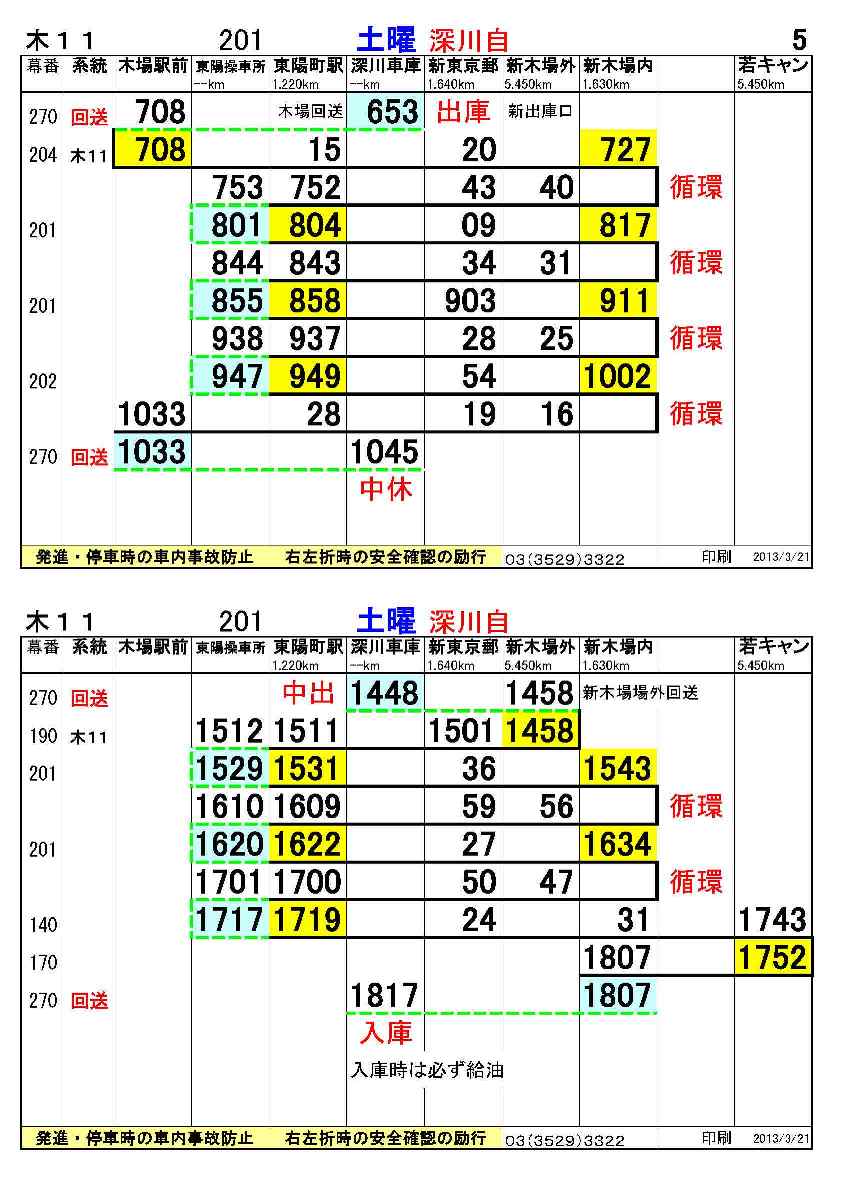 木１１ 201 土曜 深川自 5
幕番 系統 木場駅前 東陽操車所 東陽町駅 深川車庫 新東京郵 新木場外 新木場内 若キャン
--km 1.220km --km 1.640km 5.450km 1.630km 5.450km
270 回送 708 木場回送 653 出庫 新出庫口
204 木11 708 15 20 727
753 752 43 40 循環
201 801 804 09 817
844 843 34 31 循環
201 855 858 903 911
938 937 28 25 循環
202 947 949 54 1002
1033 28 19 16 循環
270 回送 1033 1045
中休
発進・停車時の車内事故防止 右左折時の安全確認の励行 03(3529)3322 印刷 2013/3/21
木１１ 201 土曜 深川自
幕番 系統 木場駅前 東陽操車所 東陽町駅 深川車庫 新東京郵 新木場外 新木場内 若キャン
1.220km --km 1.640km 5.450km 1.630km 5.450km
270 回送 中出 1448 1458 新木場場外回送
190 木11 1512 1511 1501 1458
201 1529 1531 36 1543
1610 1609 59 56 循環
201 1620 1622 27 1634
1701 1700 50 47 循環
140 1717 1719 24 31 1743
170 1807 1752
270 回送 1817 1807
入庫
入庫時は必ず給油
発進・停車時の車内事故防止 右左折時の安全確認の励行 03(3529)3322 印刷 2013/3/21